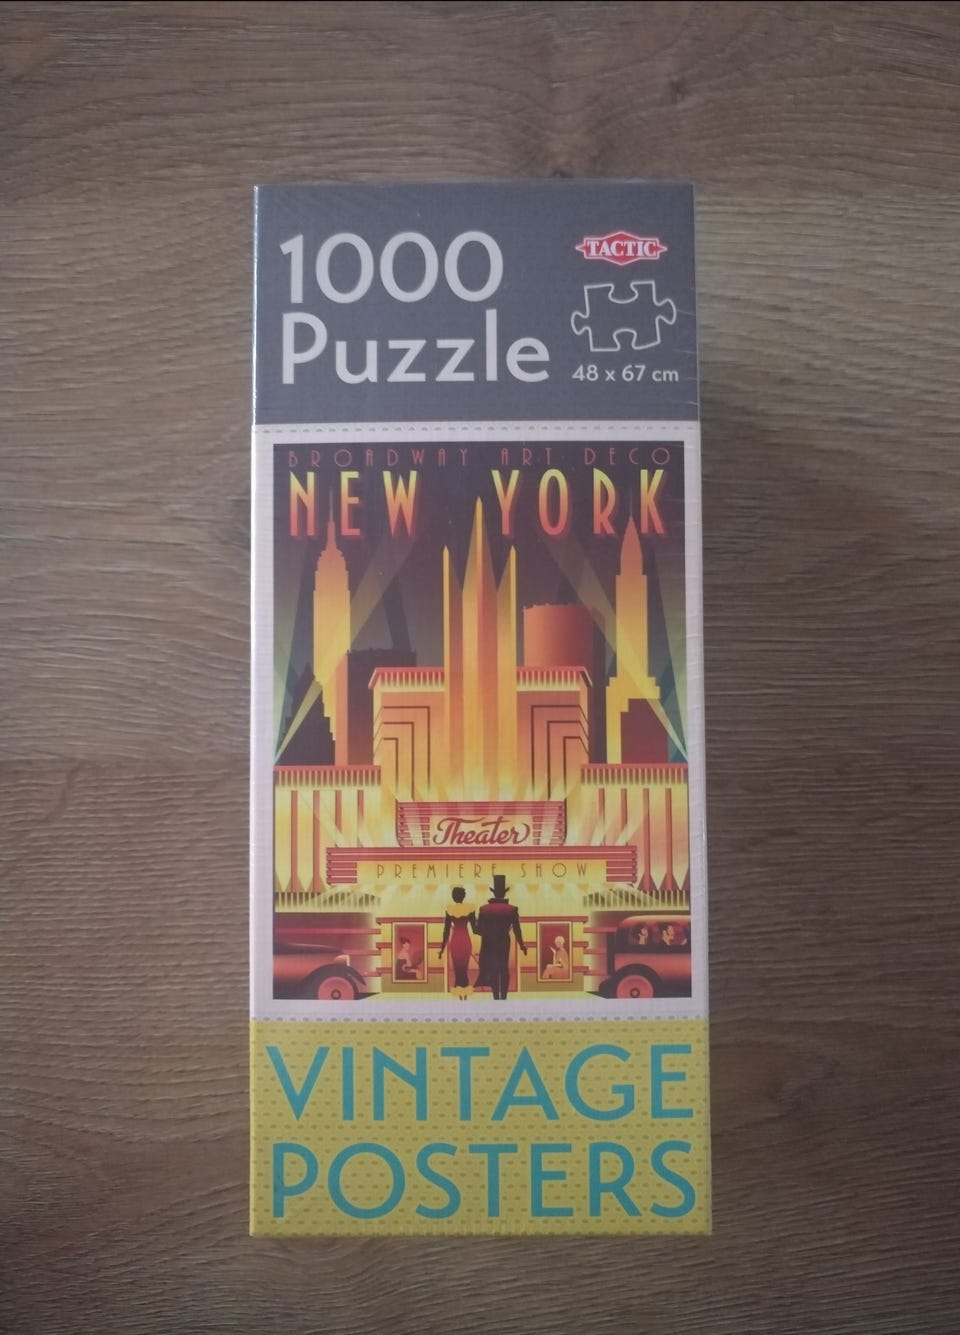 1000
Puzzle
TACTIC
48 x 67 cm
BROADWAY ART DECO
NEW YORK
Theater
PREMIERE SHOW
VINTAGE
POSTERS